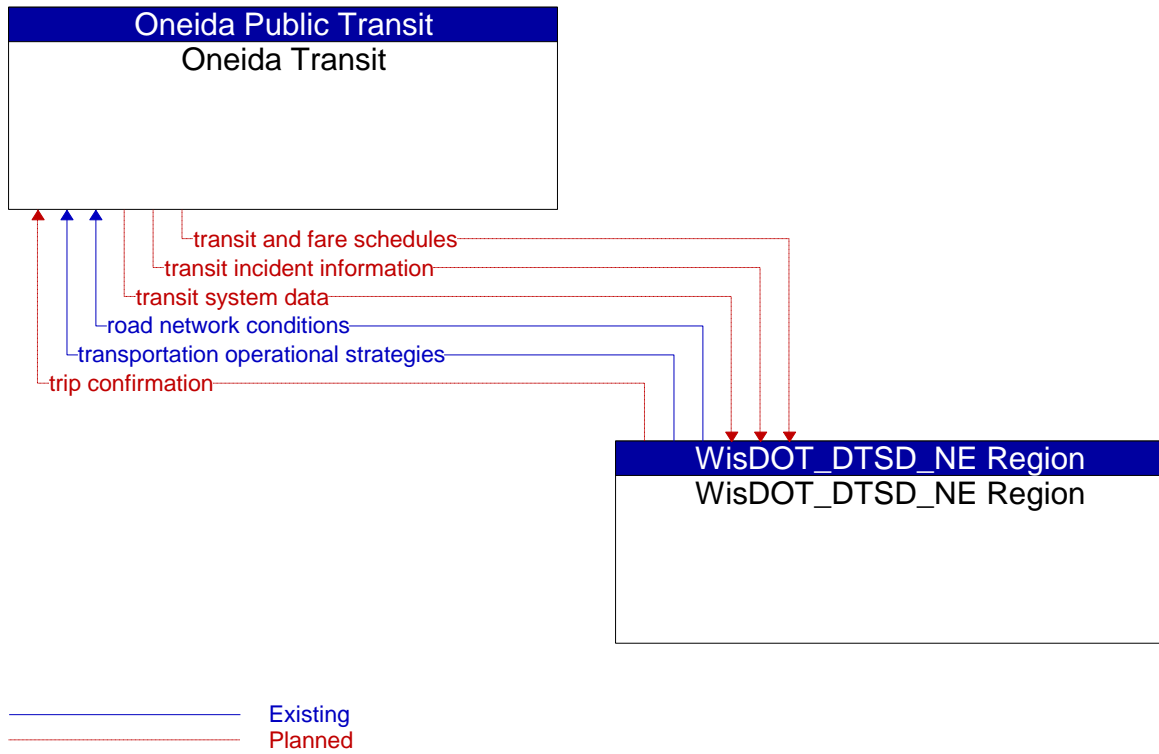 Oneida Public Transit
Oneida Transit
transit and fare schedules
transit incident information
transit system data
road network conditions
transportation operational strategies
trip confirmation
WisDOT_DTSD_NE Region
WisDOT_DTSD_NE Region
Existing
Planned